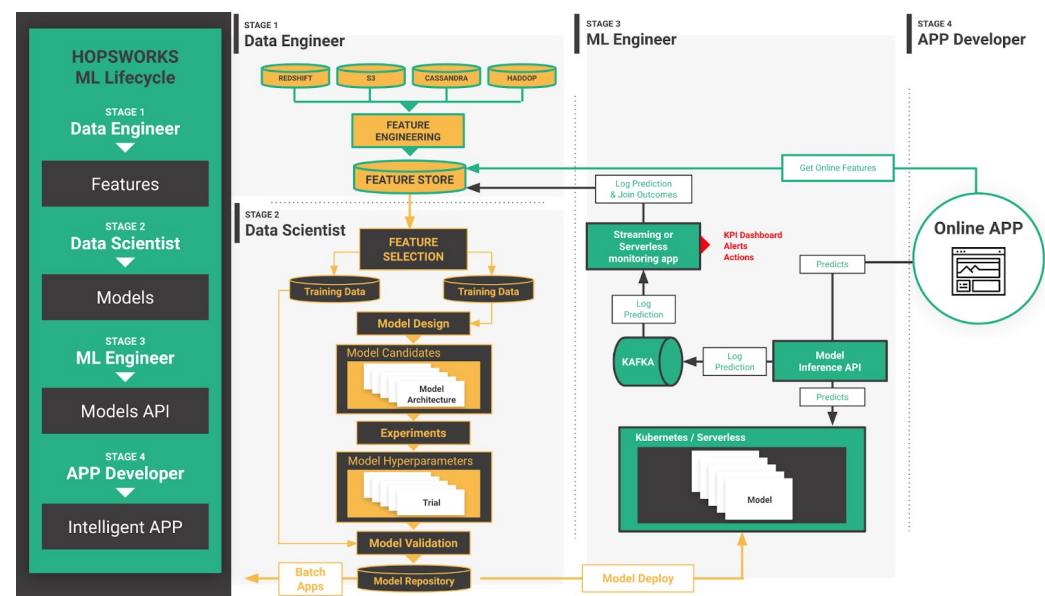 HOPSWORKS
ML Lifecycle
STAGE 1
Data Engineer
Features
STAGE 2
Data Scientist
Models
STAGE 3
ML Engineer
Models API
STAGE 4
APP Developer
Intelligent APP
STAGE 1
Data Engineer
REDSHIFT
S3
CASSANDRA
HADOOP
FEATURE
ENGINEERING
FEATURE STORE
STAGE 2
Data Scientist
FEATURE
SELECTION
Training Data
Training Data
Model Design
Model Candidates
Model
Architecture
Experiments
Model Hyperparameters
Trial
Model Validation
Model Repository
Batch
Apps
Model Deploy
STAGE 3
ML Engineer
Get Online Features
Log Prediction
& Join Outcomes
Streaming or
Serverless
monitoring app
KPI Dashboard
Alerts
Actions
Log
Prediction
KAFKA
Log
Prediction
Predicts
Model
Inference API
Predicts
Kubernetes / Serverless
Model
STAGE 4
APP Developer
Online APP